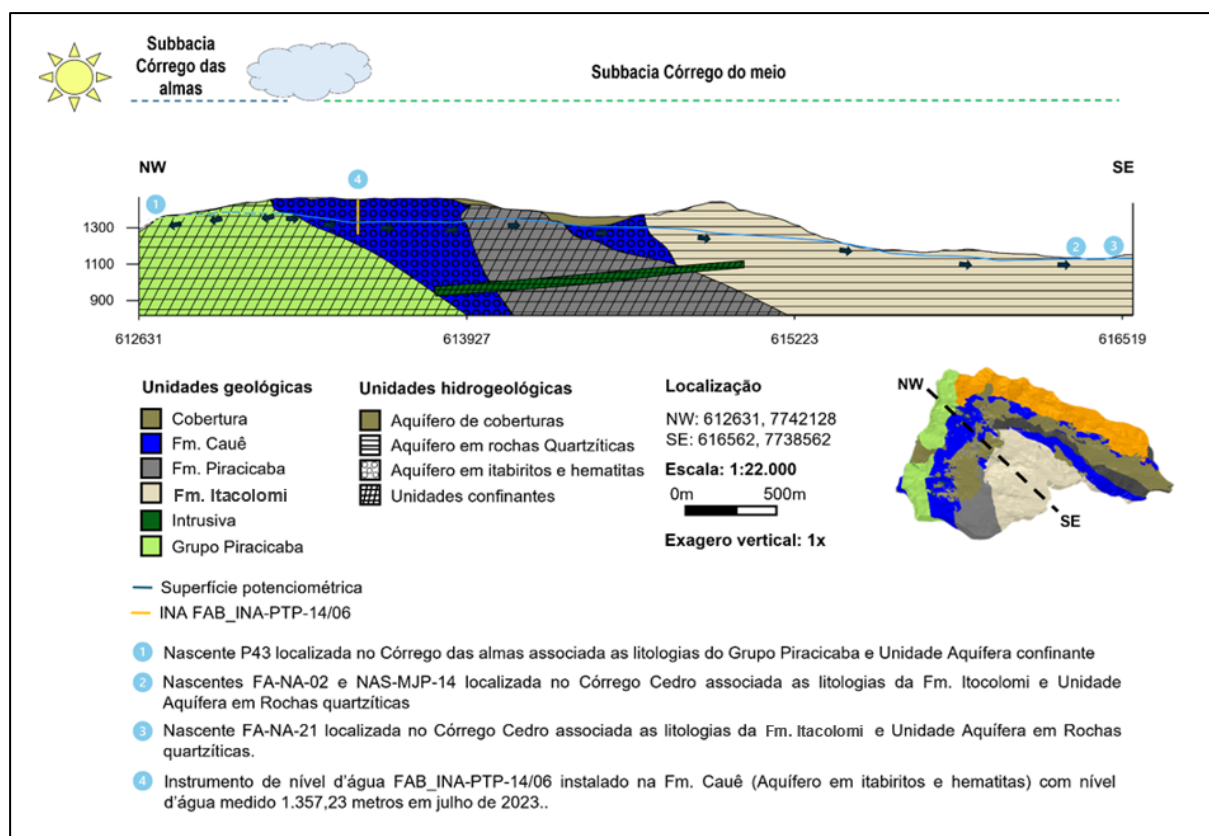 Subbacia
Córrego das
almas
Subbacia Córrego do meio
NW
SE
1
4
2
3
1300
1100
900
612631
613927
615223
616519
Unidades geológicas
Cobertura
Fm. Cauê
Fm. Piracicaba
Fm. Itacolomi
Intrusiva
Grupo Piracicaba
Unidades hidrogeológicas
Aquífero de coberturas
Aquífero em rochas Quartzíticas
Aquífero em itabiritos e hematitas
Unidades confinantes
Localização
NW: 612631, 7742128
SE: 616562, 7738562
Escala: 1:22.000
0m 500m
Exagero vertical: 1x
NW
SE
Superfície potenciométrica
INA FAB_INA-PTP-14/06
1 Nascente P43 localizada no Córrego das almas associada as litologias do Grupo Piracicaba e Unidade Aquífera confinante
2 Nascentes FA-NA-02 e NAS-MJP-14 localizada no Córrego Cedro associada as litologias da Fm. Itocolomi e Unidade
Aquífera em Rochas quartzíticas
3 Nascente FA-NA-21 localizada no Córrego Cedro associada as litologias da Fm. Itacolomi e Unidade Aquífera em Rochas
quartzíticas.
4 Instrumento de nível d'água FAB_INA-PTP-14/06 instalado na Fm. Cauê (Aquífero em itabiritos e hematitas) com nível
d'água medido 1.357,23 metros em julho de 2023..